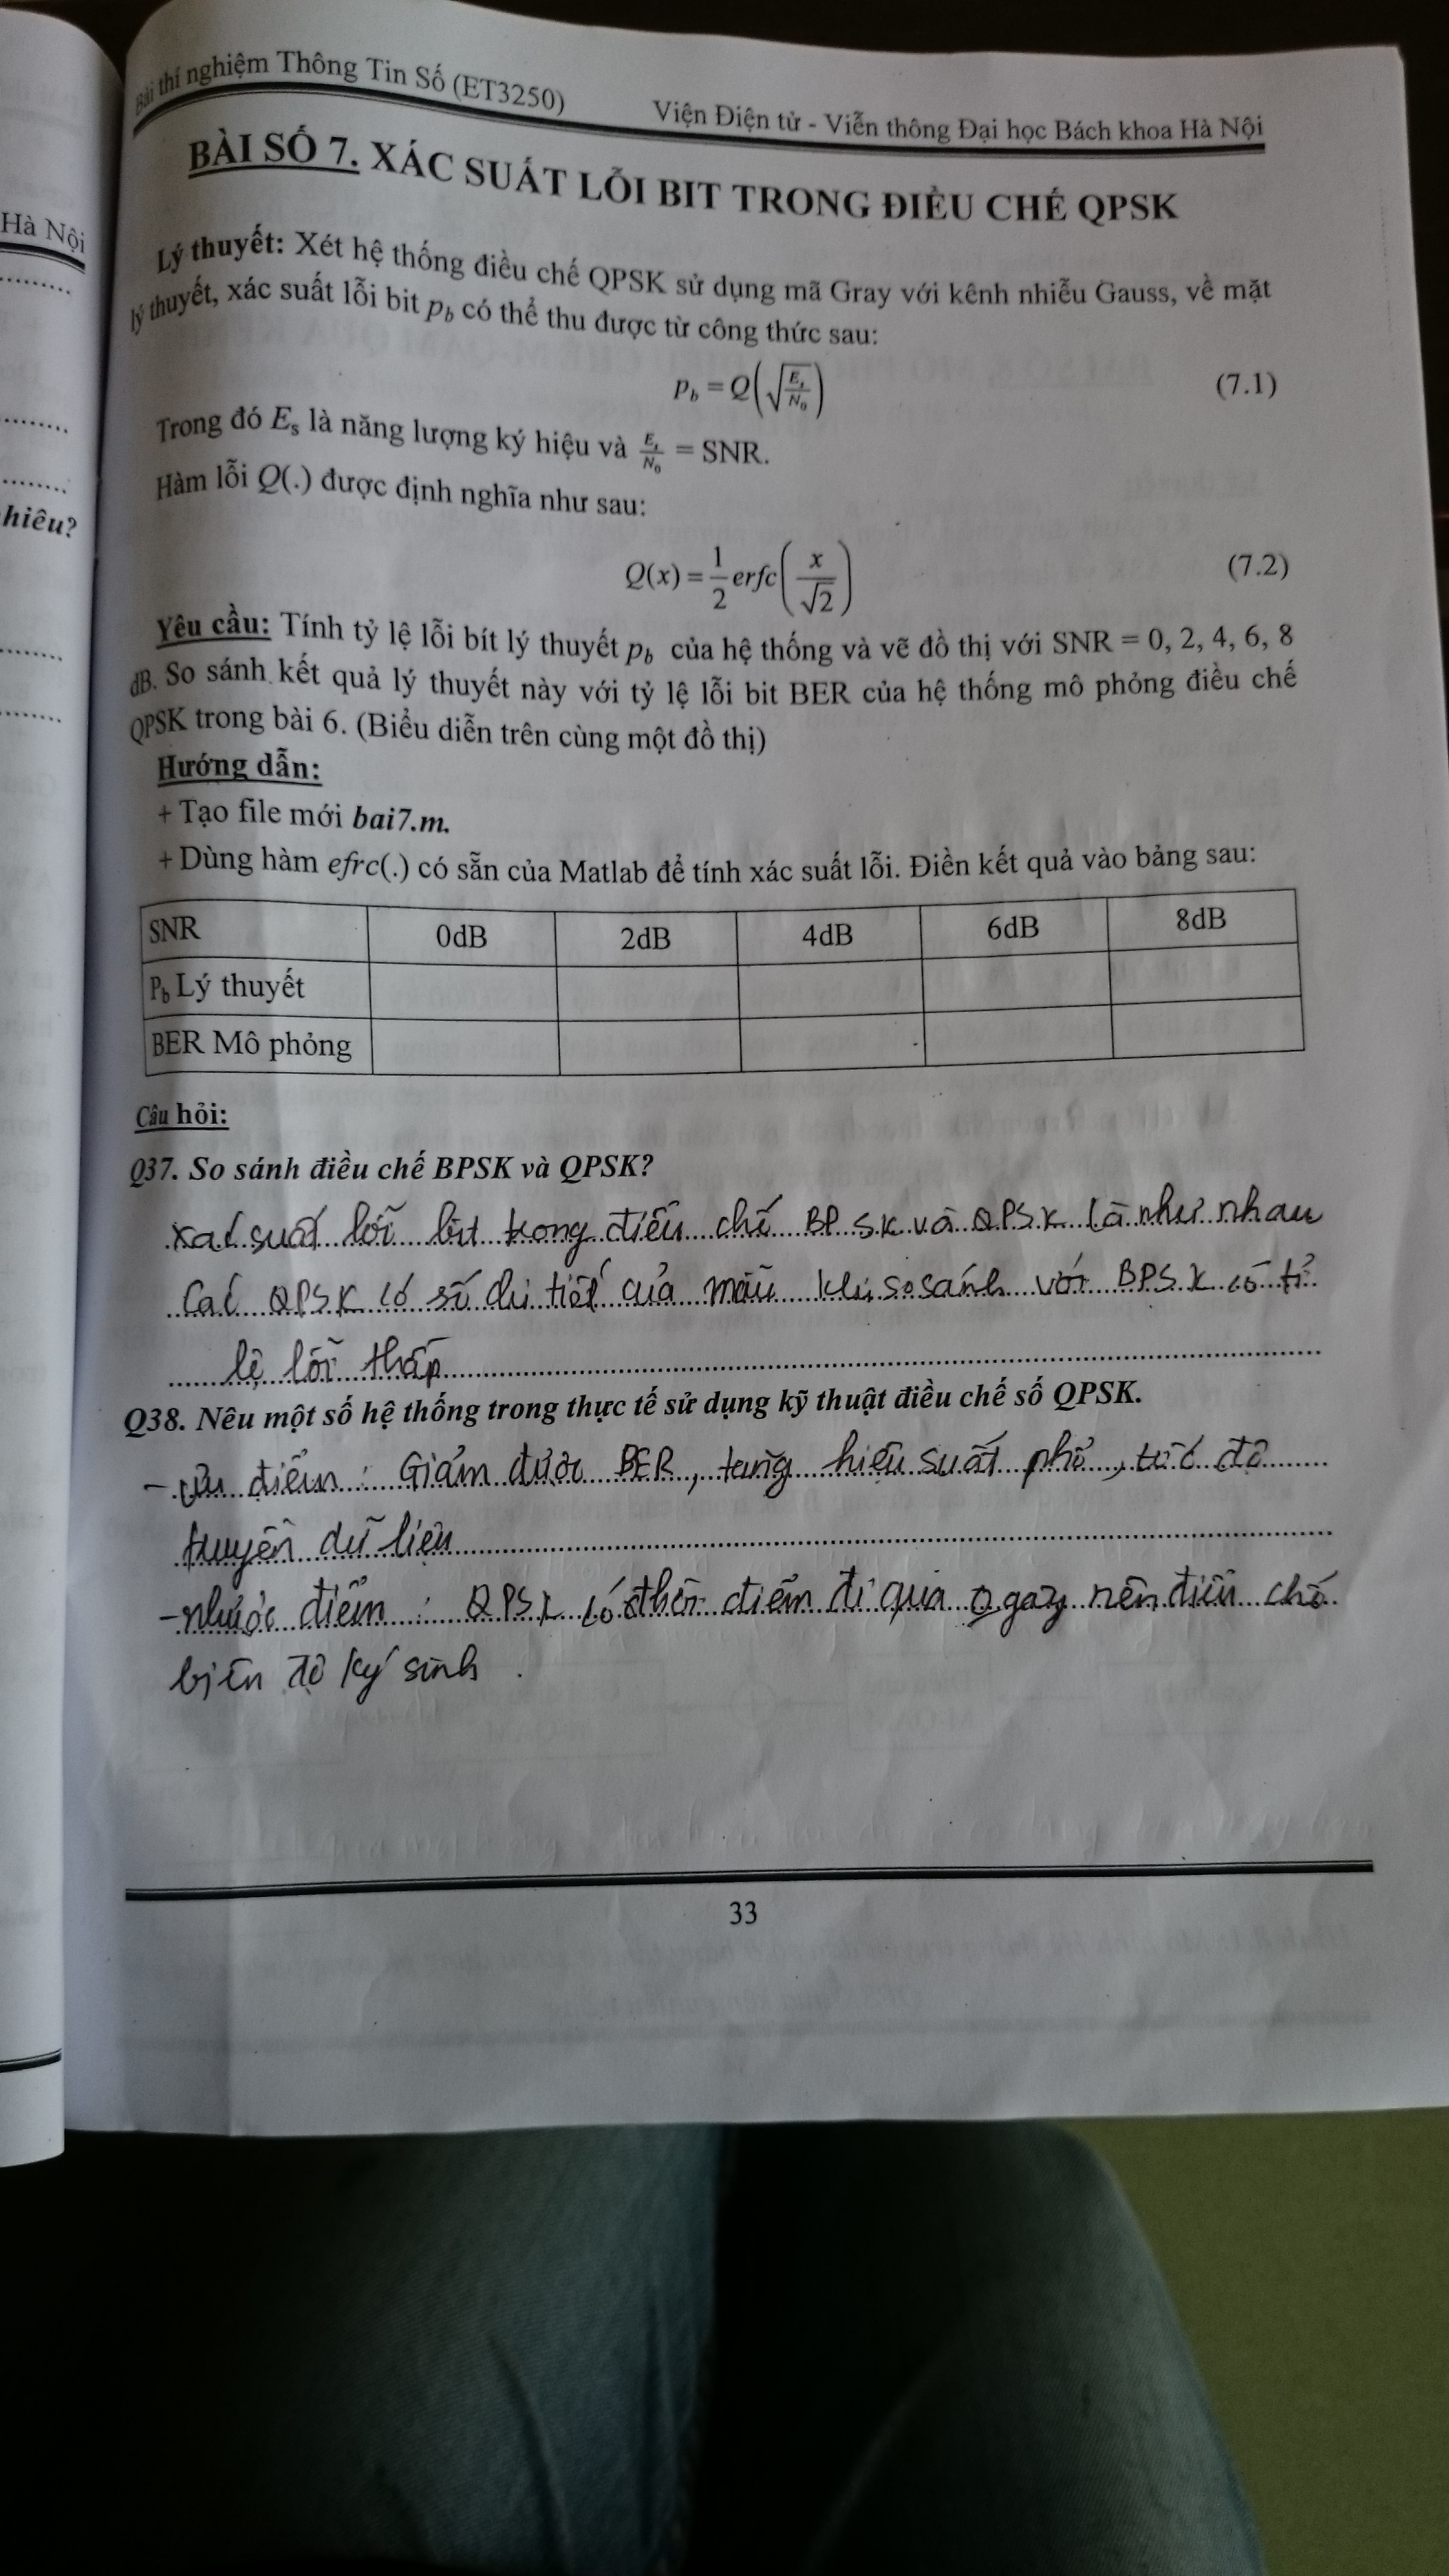 Hà Nội
hiêu?
Bài thí nghiệm Thông Tin Số (ET3250) Viện Điện tử - Viễn thông Đại học Bách khoa Hà Nội
BÀI SỐ 7. XÁC SUẤT LỖI BIT TRONG ĐIỀU CHẾ QPSK
Lý thuyết: Xét hệ thống điều chế QPSK sử dụng mã Gray với kênh nhiễu Gauss, về mặt
lý thuyết, xác suất lỗi bit p_b có thể thu được từ công thức sau:
p_b = Q(√(E_s/N_0)) (7.1)
Trong đó E_s là năng lượng ký hiệu và E_s/N_0 = SNR.
Hàm lỗi Q(.) được định nghĩa như sau:
Q(x) = 1/2 erfc(x/√2) (7.2)
Yêu cầu: Tính tỷ lệ lỗi bít lý thuyết p_b của hệ thống và vẽ đồ thị với SNR = 0, 2, 4, 6, 8
dB. So sánh kết quả lý thuyết này với tỷ lệ lỗi bit BER của hệ thống mô phỏng điều chế
QPSK trong bài 6. (Biểu diễn trên cùng một đồ thị)
Hướng dẫn:
+ Tạo file mới bai7.m.
+ Dùng hàm efrc(.) có sẵn của Matlab để tính xác suất lỗi. Điền kết quả vào bảng sau:
SNR 0dB 2dB 4dB 6dB 8dB
P_b Lý thuyết
BER Mô phỏng
Câu hỏi:
Q37. So sánh điều chế BPSK và QPSK?
xác suất lỗi bit trong điều chế BPSK và QPSK là như nhau
Các QPSK có số chi tiết của mẫu khi so sánh với BPSK có tỉ
lệ lỗi thấp
Q38. Nêu một số hệ thống trong thực tế sử dụng kỹ thuật điều chế số QPSK.
- ưu điểm : Giảm được BER, tăng hiệu suất phổ, tốc độ
truyền dữ liệu
- nhược điểm : QPSK có thời điểm đi qua 0 gây nên điều chế
biên độ ký sinh .
33